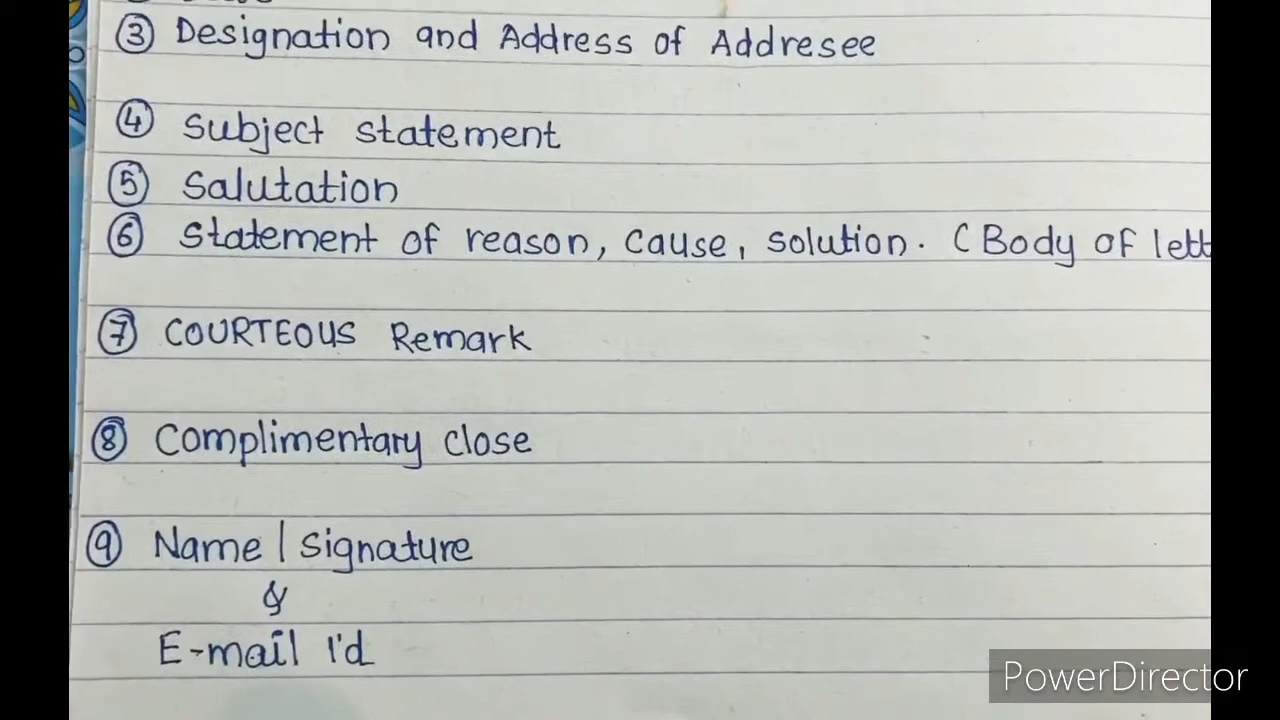 ③ Designation and Address of Addresee
④ Subject statement
⑤ Salutation
⑥ Statement of reason, cause, solution. ( Body of lett
⑦ COURTEOUS Remark
⑧ Complimentary close
⑨ Name | Signature
&
E-mail I'd
PowerDirector